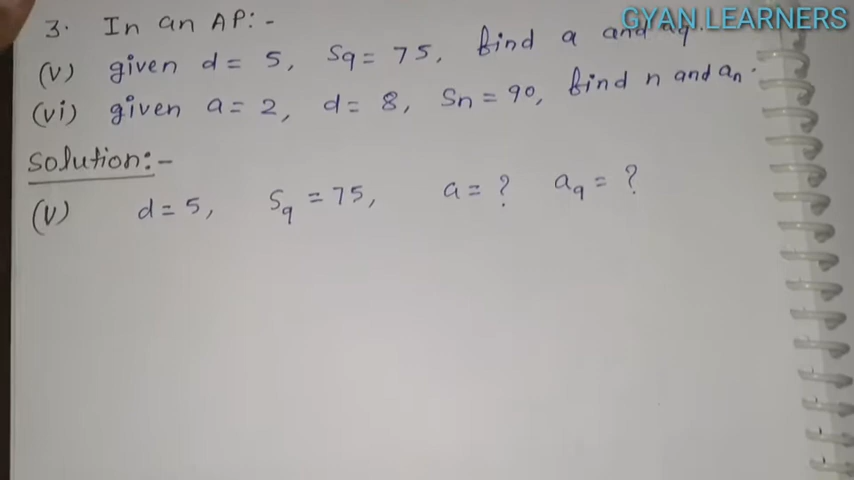 GYAN.LEARNERS
3. In an AP:-
(v) given d = 5, S9 = 75, find a and a9
(vi) given a = 2, d = 8, Sn = 90, find n and an.
Solution:-
(V) d = 5, S9 = 75, a = ? a9 = ?